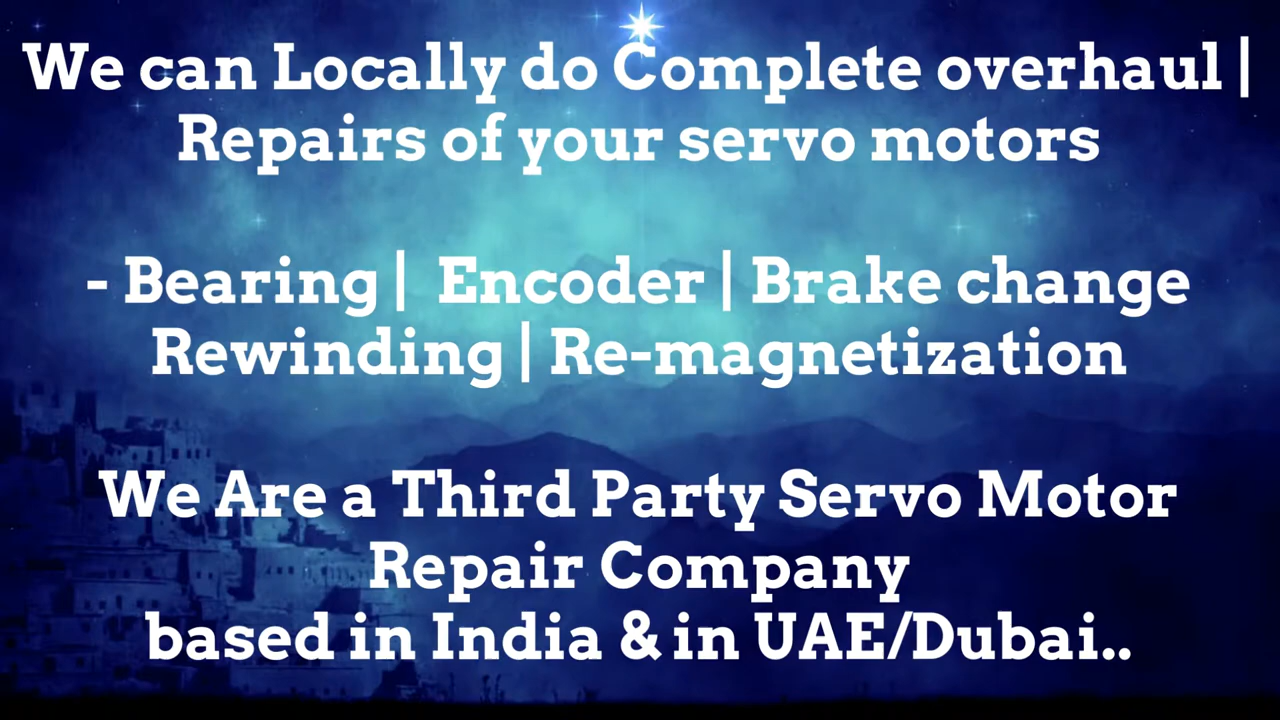 We can Locally do Complete overhaul |
Repairs of your servo motors
- Bearing | Encoder | Brake change
Rewinding | Re-magnetization
We Are a Third Party Servo Motor
Repair Company
based in India & in UAE/Dubai..